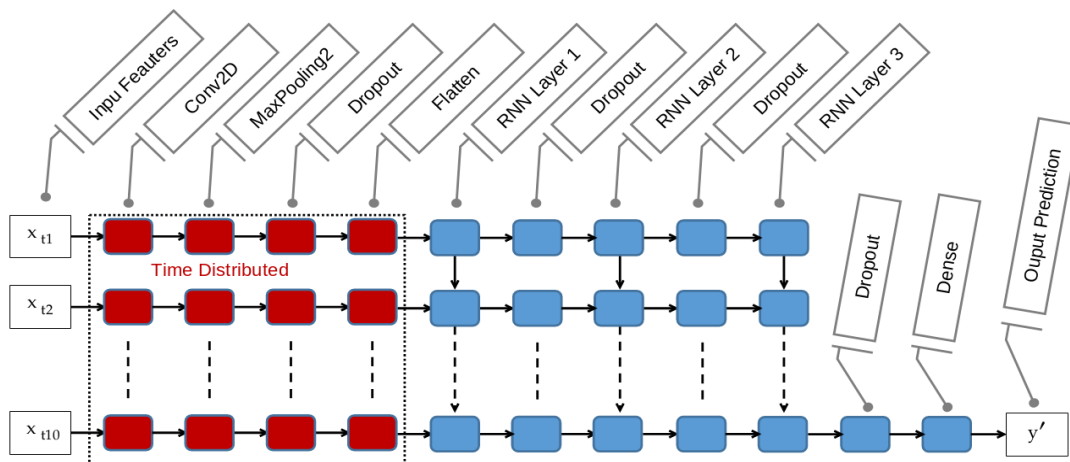 Inpu Feauters
Conv2D
MaxPooling2
Dropout
Flatten
RNN Layer 1
Dropout
RNN Layer 2
Dropout
RNN Layer 3
Dropout
Dense
Ouput Prediction
x t1
Time Distributed
x t2
x t10
y′